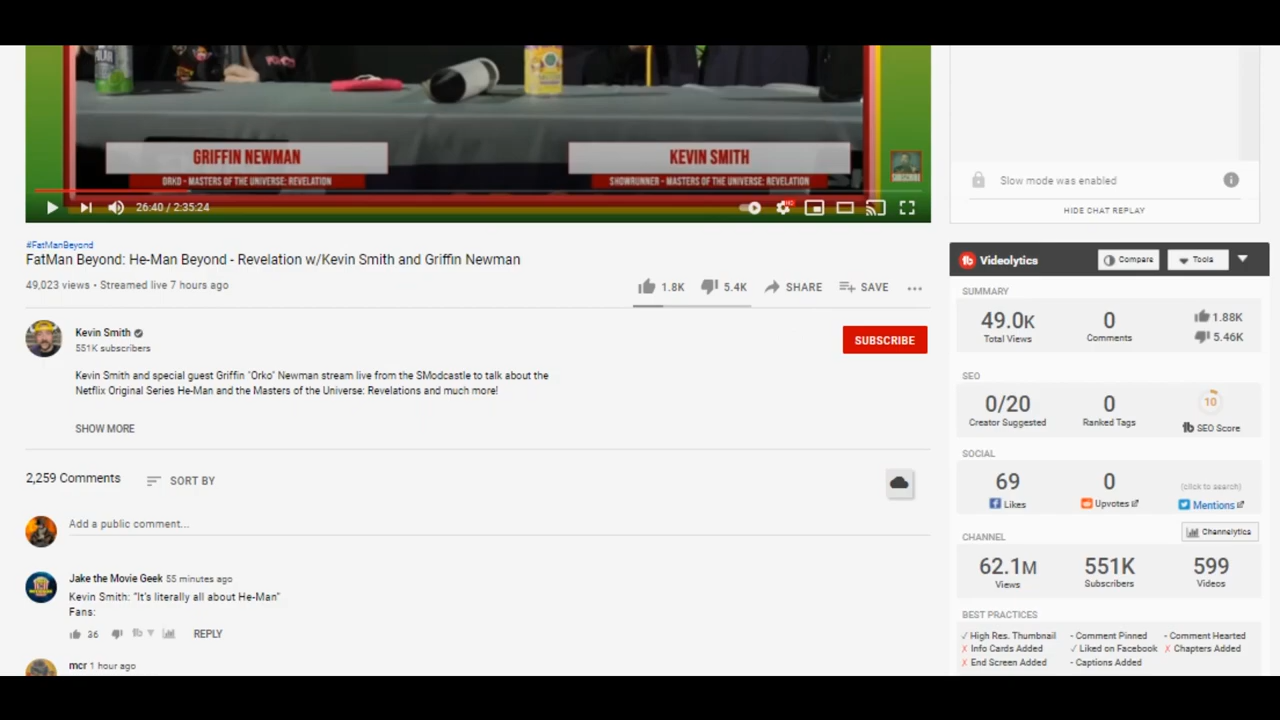 GRIFFIN NEWMAN
ORKO - MASTERS OF THE UNIVERSE: REVELATION
KEVIN SMITH
SHOWRUNNER - MASTERS OF THE UNIVERSE: REVELATION
SUBSCRIBE
26:40 / 2:35:24
HD
#FatManBeyond
FatMan Beyond: He-Man Beyond - Revelation w/Kevin Smith and Griffin Newman
49,023 views • Streamed live 7 hours ago
1.8K 5.4K SHARE SAVE ...
Kevin Smith
551K subscribers
SUBSCRIBE
Kevin Smith and special guest Griffin "Orko" Newman stream live from the SModcastle to talk about the
Netflix Original Series He-Man and the Masters of the Universe: Revelations and much more!
SHOW MORE
2,259 Comments SORT BY
Add a public comment...
Jake the Movie Geek 55 minutes ago
Kevin Smith: "It's literally all about He-Man"
Fans:
36 REPLY
mcr 1 hour ago
Slow mode was enabled
HIDE CHAT REPLAY
Videolytics Compare Tools
SUMMARY
49.0K 0 1.88K
Total Views Comments 5.46K
SEO
0/20 0 10
Creator Suggested Ranked Tags SEO Score
SOCIAL
69 0 (click to search)
Likes Upvotes Mentions
CHANNEL Channelytics
62.1M 551K 599
Views Subscribers Videos
BEST PRACTICES
✓ High Res. Thumbnail - Comment Pinned - Comment Hearted
✗ Info Cards Added ✓ Liked on Facebook ✗ Chapters Added
✗ End Screen Added - Captions Added